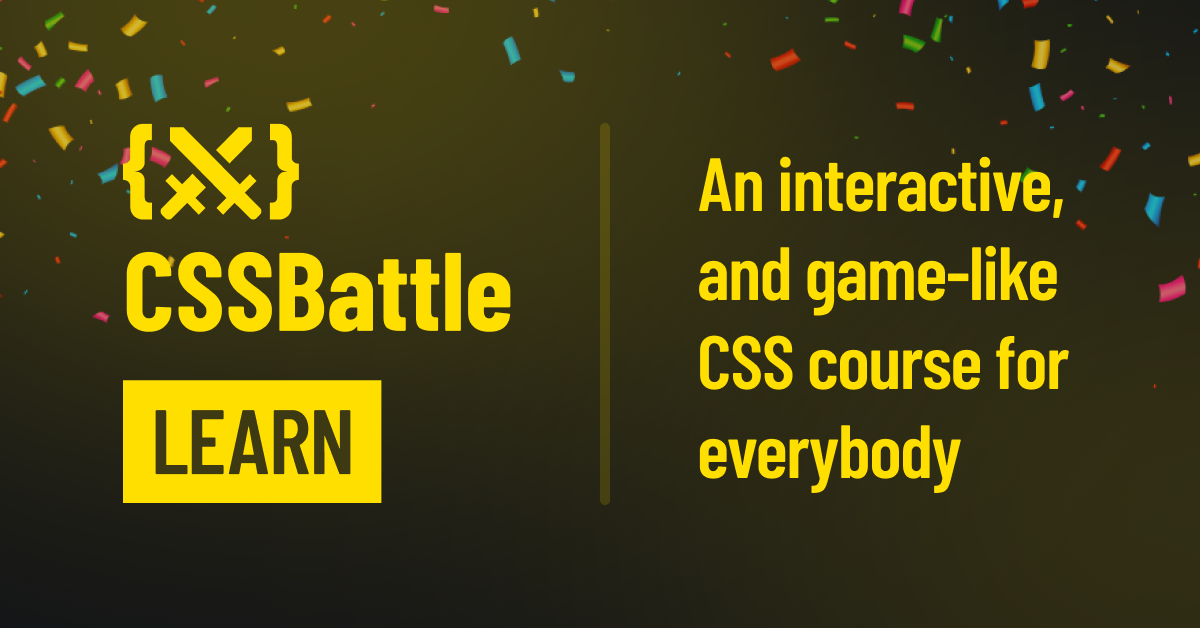 CSSBattle
LEARN
An interactive,
and game-like
CSS course for
everybody